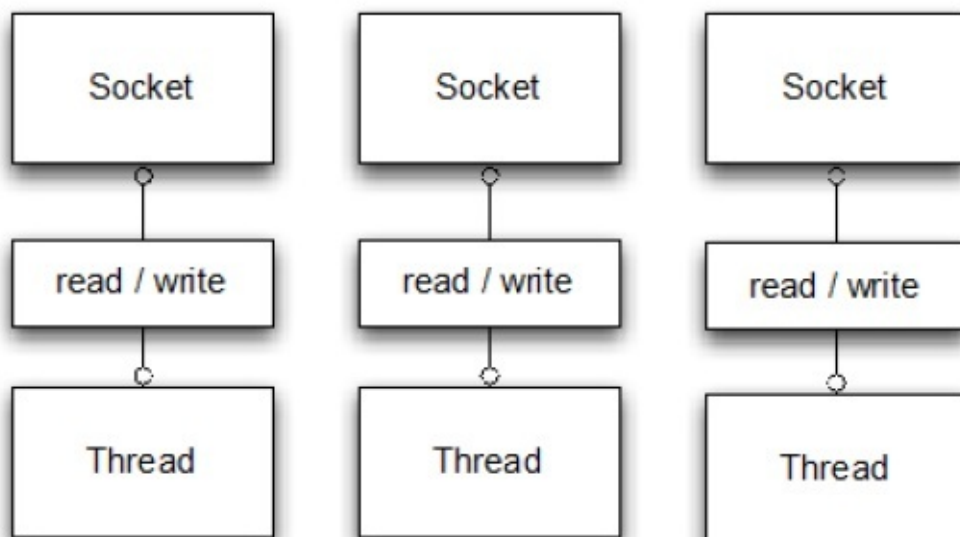 Socket
Socket
Socket
read / write
read / write
read / write
Thread
Thread
Thread